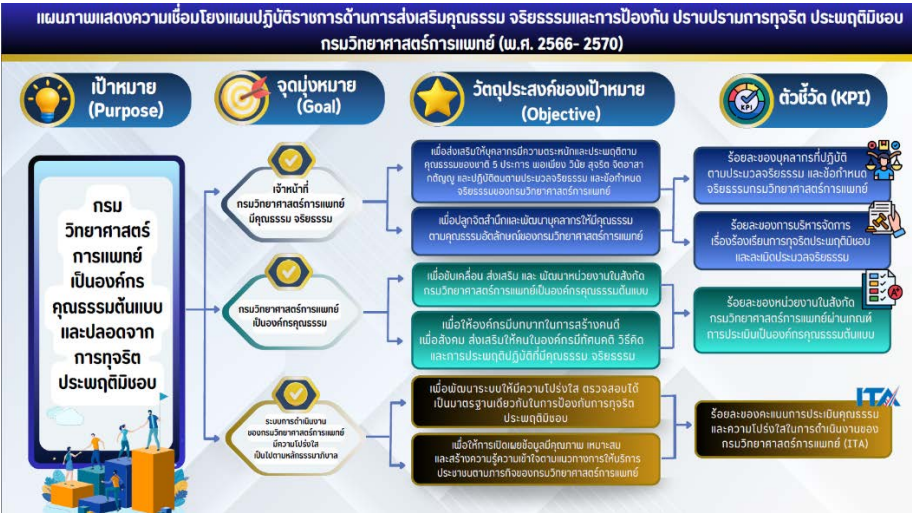 แผนภาพแสดงความเชื่อมโยงแผนปฏิบัติราชการด้านการส่งเสริมคุณธรรม จริยธรรมและการป้องกัน ปราบปรามการทุจริต ประพฤติมิชอบ
กรมวิทยาศาสตร์การแพทย์ (พ.ศ. 2566- 2570)
เป้าหมาย
(Purpose)
จุดมุ่งหมาย
(Goal)
วัตถุประสงค์ของเป้าหมาย
(Objective)
KPI
ตัวชี้วัด (KPI)
กรม
วิทยาศาสตร์
การแพทย์
เป็นองค์กร
คุณธรรมต้นแบบ
และปลอดจาก
การทุจริต
ประพฤติมิชอบ
เจ้าหน้าที่
กรมวิทยาศาสตร์การแพทย์
มีคุณธรรม จริยธรรม
เพื่อส่งเสริมให้บุคลากรมีความตระหนักและประพฤติตาม
คุณธรรมของชาติ 5 ประการ พอเพียง วินัย สุจริต จิตอาสา
กตัญญู และปฏิบัติตนตามประมวลจริยธรรม และข้อกำหนด
จริยธรรมของกรมวิทยาศาสตร์การแพทย์
เพื่อปลูกจิตสำนึกและพัฒนาบุคลากรให้มีคุณธรรม
ตามคุณธรรมอัตลักษณ์ของกรมวิทยาศาสตร์การแพทย์
ร้อยละของบุคลากรที่ปฏิบัติ
ตามประมวลจริยธรรม และข้อกำหนด
จริยธรรมกรมวิทยาศาสตร์การแพทย์
ร้อยละของการบริหารจัดการ
เรื่องร้องเรียนการทุจริตประพฤติมิชอบ
และละเมิดประมวลจริยธรรม
กรมวิทยาศาสตร์การแพทย์
เป็นองค์กรคุณธรรม
เพื่อขับเคลื่อน ส่งเสริม และ พัฒนาหน่วยงานในสังกัด
กรมวิทยาศาสตร์การแพทย์เป็นองค์กรคุณธรรมต้นแบบ
เพื่อให้องค์กรมีบทบาทในการสร้างคนดี
เพื่อสังคม ส่งเสริมให้คนในองค์กรมีทัศนคติ วิธีคิด
และการประพฤติปฏิบัติที่มีคุณธรรม จริยธรรม
ร้อยละของหน่วยงานในสังกัด
กรมวิทยาศาสตร์การแพทย์ผ่านเกณฑ์
การประเมินเป็นองค์กรคุณธรรมต้นแบบ
ระบบการดำเนินงาน
ของกรมวิทยาศาสตร์การแพทย์
มีความโปร่งใส
เป็นไปตามหลักธรรมาภิบาล
เพื่อพัฒนาระบบให้มีความโปร่งใส ตรวจสอบได้
เป็นมาตรฐานเดียวกันในการป้องกันการทุจริต
ประพฤติมิชอบ
เพื่อให้การเปิดเผยข้อมูลมีคุณภาพ เหมาะสม
และสร้างความรู้ความเข้าใจตามแนวทางการให้บริการ
ประชาชนตามภารกิจของกรมวิทยาศาสตร์การแพทย์
ITA
ร้อยละของคะแนนการประเมินคุณธรรม
และความโปร่งใสในการดำเนินงานของ
กรมวิทยาศาสตร์การแพทย์ (ITA)